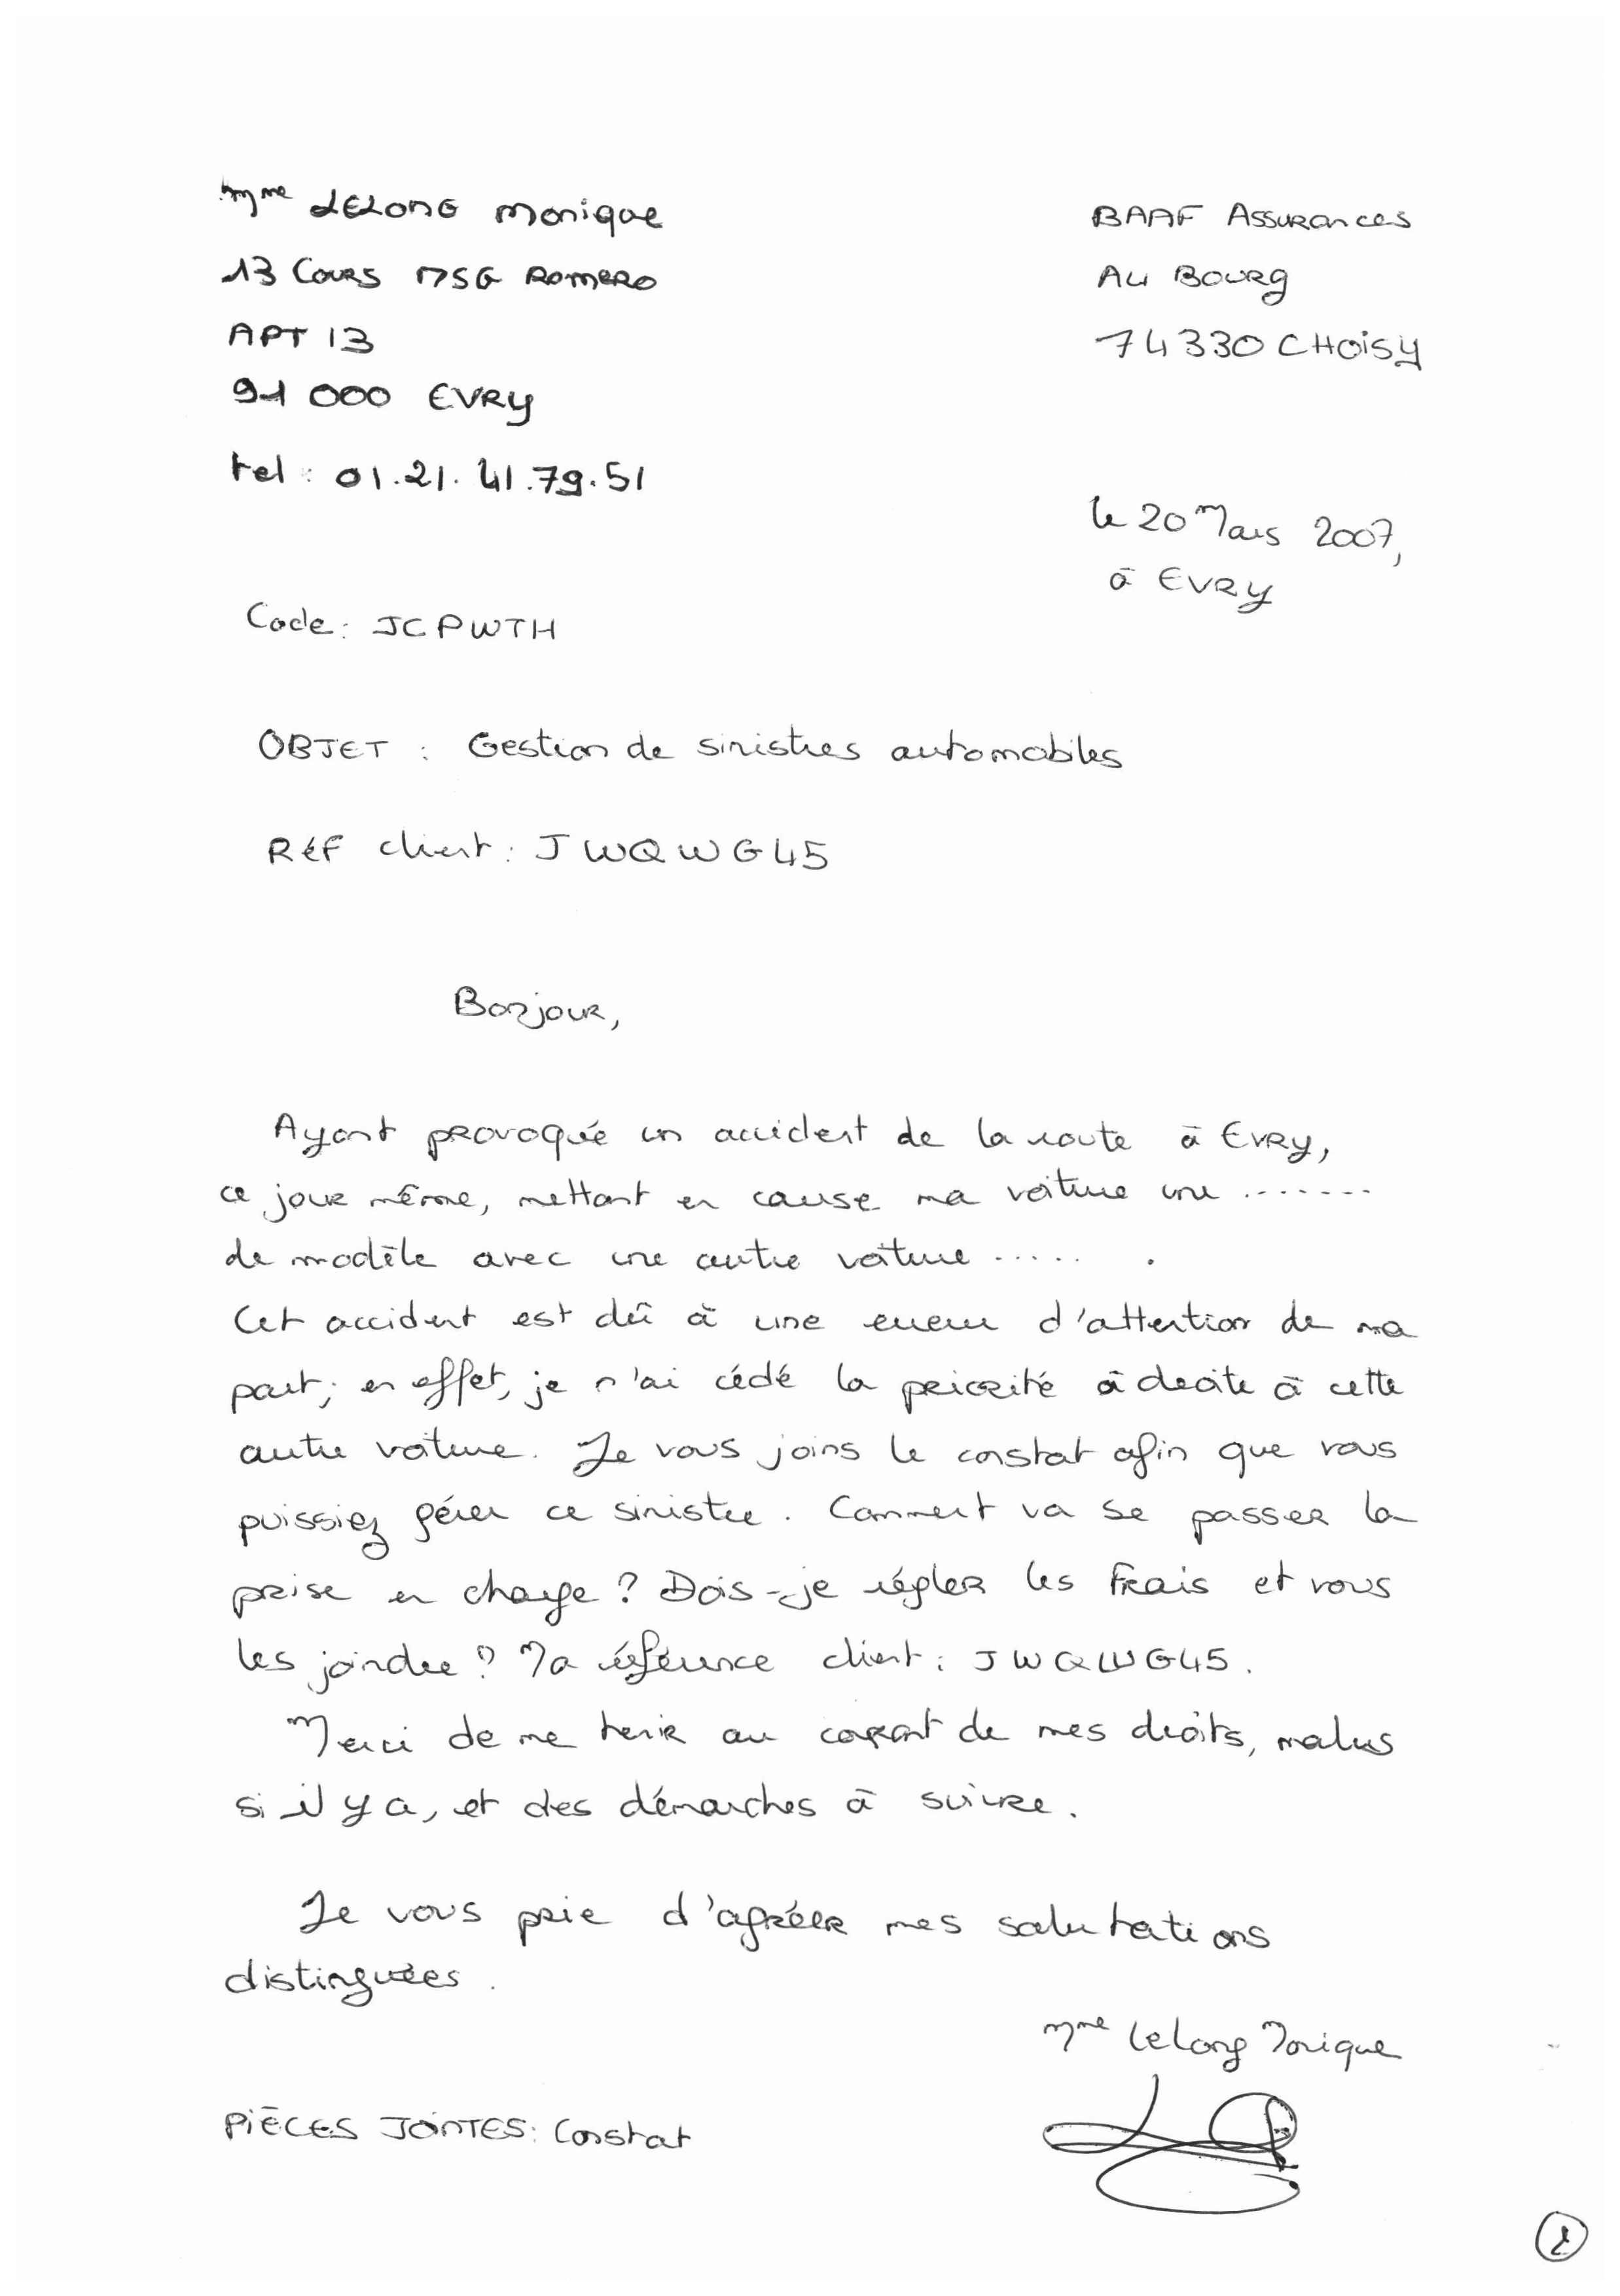 Mme LELONG Monique
13 Cours MSG ROMERO
APT 13
91 000 EVRY
tel : 01.21.41.79.51
BAAF Assurances
AU BOURG
74330 CHOISY
le 20 Mars 2007,
à EVRY
Code : JCPWTH
OBJET : Gestion de sinistres automobiles
Réf client : JWQWG45
Bonjour,
Ayant provoquée un accident de la route à Evry,
ce jour même, mettant en cause ma voiture une .......
de modèle avec une autre voiture ..... .
Cet accident est dû à une erreur d'attention de ma
part ; en effet, je n'ai cédé la priorité à droite à cette
autre voiture. Je vous joins le constat afin que vous
puissiez gérer ce sinistre. Comment va se passer la
prise en charge ? Dois-je régler les frais et vous
les joindre ? Ma référence client : JWQWG45.
Merci de me tenir au courant de mes droits, malus
si il y a, et des démarches à suivre.
Je vous prie d'agréer mes salutations
distinguées.
Mme Lelong Monique
PIÈCES JOINTES : Constat